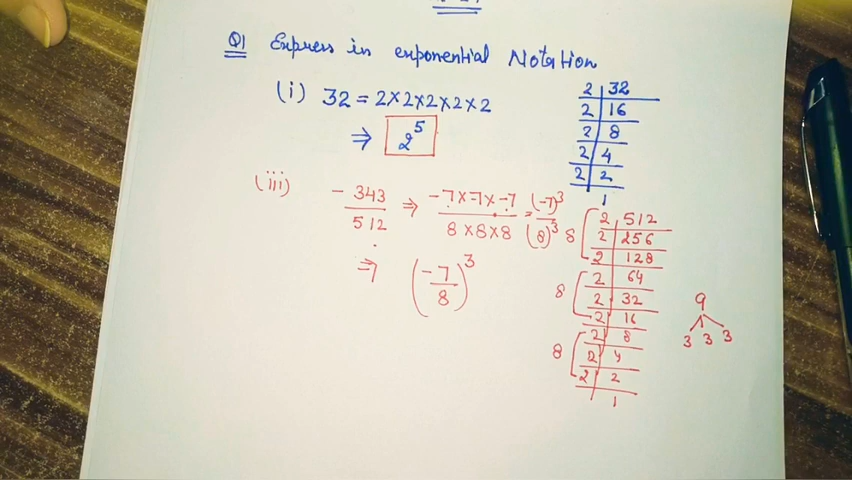 Q1 Express in exponential Notation
(i) 32 = 2×2×2×2×2
⇒ 2^5
2 | 32
2 | 16
2 | 8
2 | 4
2 | 2
1
(iii) -343/512 ⇒ -7×-7×-7/8×8×8 = (-7)^3/(8)^3
⇒ (-7/8)^3
8 [ 2 | 512
2 | 256
2 | 128
8 [ 2 | 64
2 | 32
2 | 16
8 [ 2 | 8
2 | 4
2 | 2
1
9
3 3 3